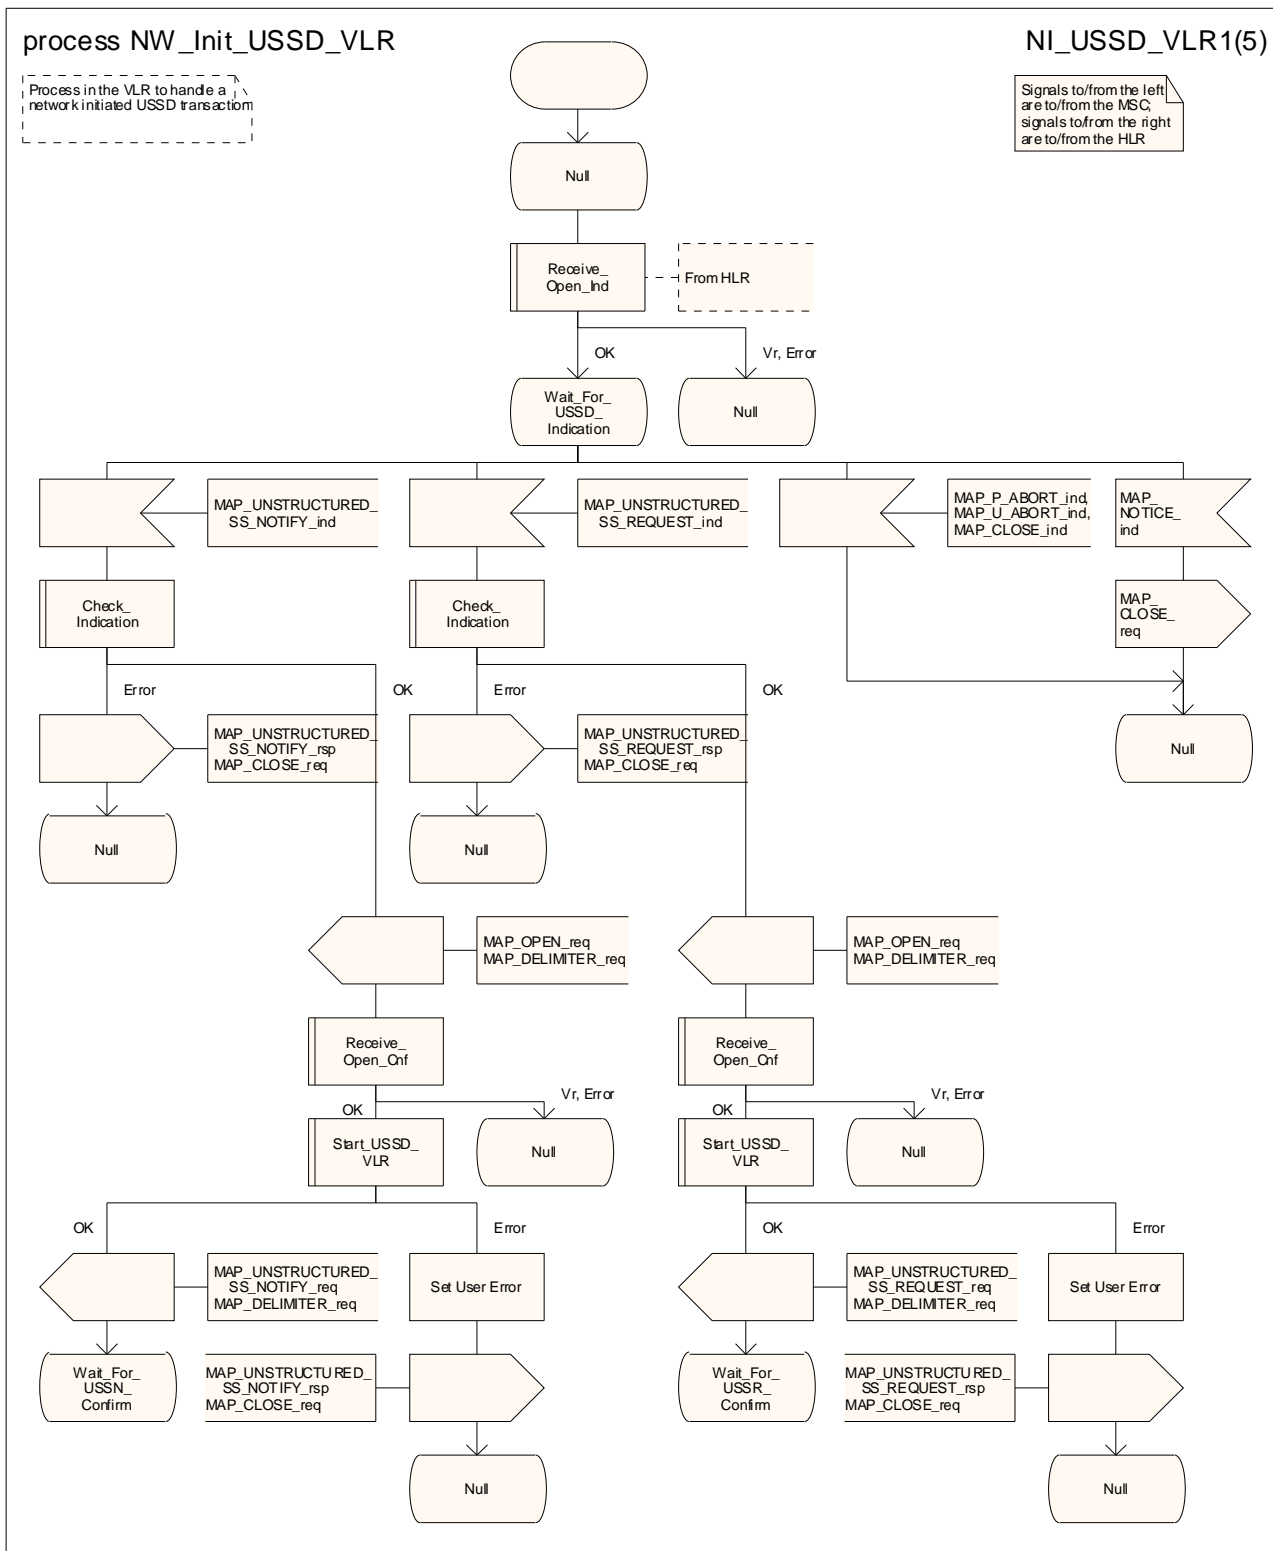 process NW_Init_USSD_VLR
NI_USSD_VLR1(5)
Process in the VLR to handle a
network initiated USSD transaction
Signals to/from the left
are to/from the MSC;
signals to/from the right
are to/from the HLR
Null
Receive_
Open_Ind
From HLR
OK
Vr, Error
Wait_For_
USSD_
Indication
Null
MAP_UNSTRUCTURED_
SS_NOTIFY_ind
MAP_UNSTRUCTURED_
SS_REQUEST_ind
MAP_P_ABORT_ind,
MAP_U_ABORT_ind,
MAP_CLOSE_ind
MAP_
NOTICE_
ind
Check_
Indication
Check_
Indication
MAP_
CLOSE_
req
Error
OK
Error
OK
MAP_UNSTRUCTURED_
SS_NOTIFY_rsp
MAP_CLOSE_req
MAP_UNSTRUCTURED_
SS_REQUEST_rsp
MAP_CLOSE_req
Null
Null
Null
MAP_OPEN_req
MAP_DELIMITER_req
MAP_OPEN_req
MAP_DELIMITER_req
Receive_
Open_Cnf
Receive_
Open_Cnf
OK
Vr, Error
OK
Vr, Error
Start_USSD_
VLR
Null
Start_USSD_
VLR
Null
OK
Error
OK
Error
MAP_UNSTRUCTURED_
SS_NOTIFY_req
MAP_DELIMITER_req
Set User Error
MAP_UNSTRUCTURED_
SS_REQUEST_req
MAP_DELIMITER_req
Set User Error
Wait_For_
USSN_
Confirm
MAP_UNSTRUCTURED_
SS_NOTIFY_rsp
MAP_CLOSE_req
Wait_For_
USSR_
Confirm
MAP_UNSTRUCTURED_
SS_REQUEST_rsp
MAP_CLOSE_req
Null
Null